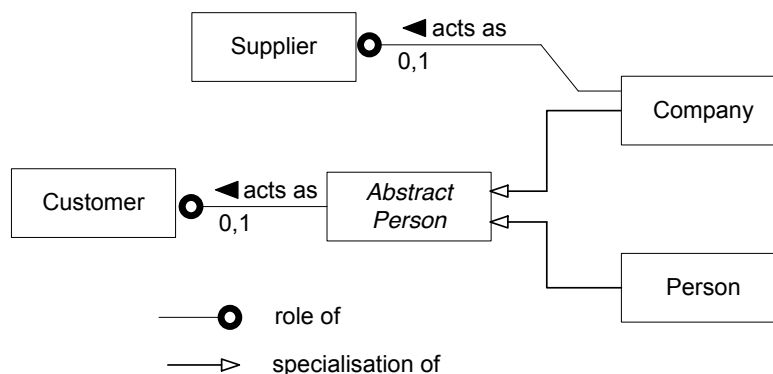 acts as
Supplier
0,1
Company
acts as
Customer
0,1
Abstract
Person
Person
role of
specialisation of